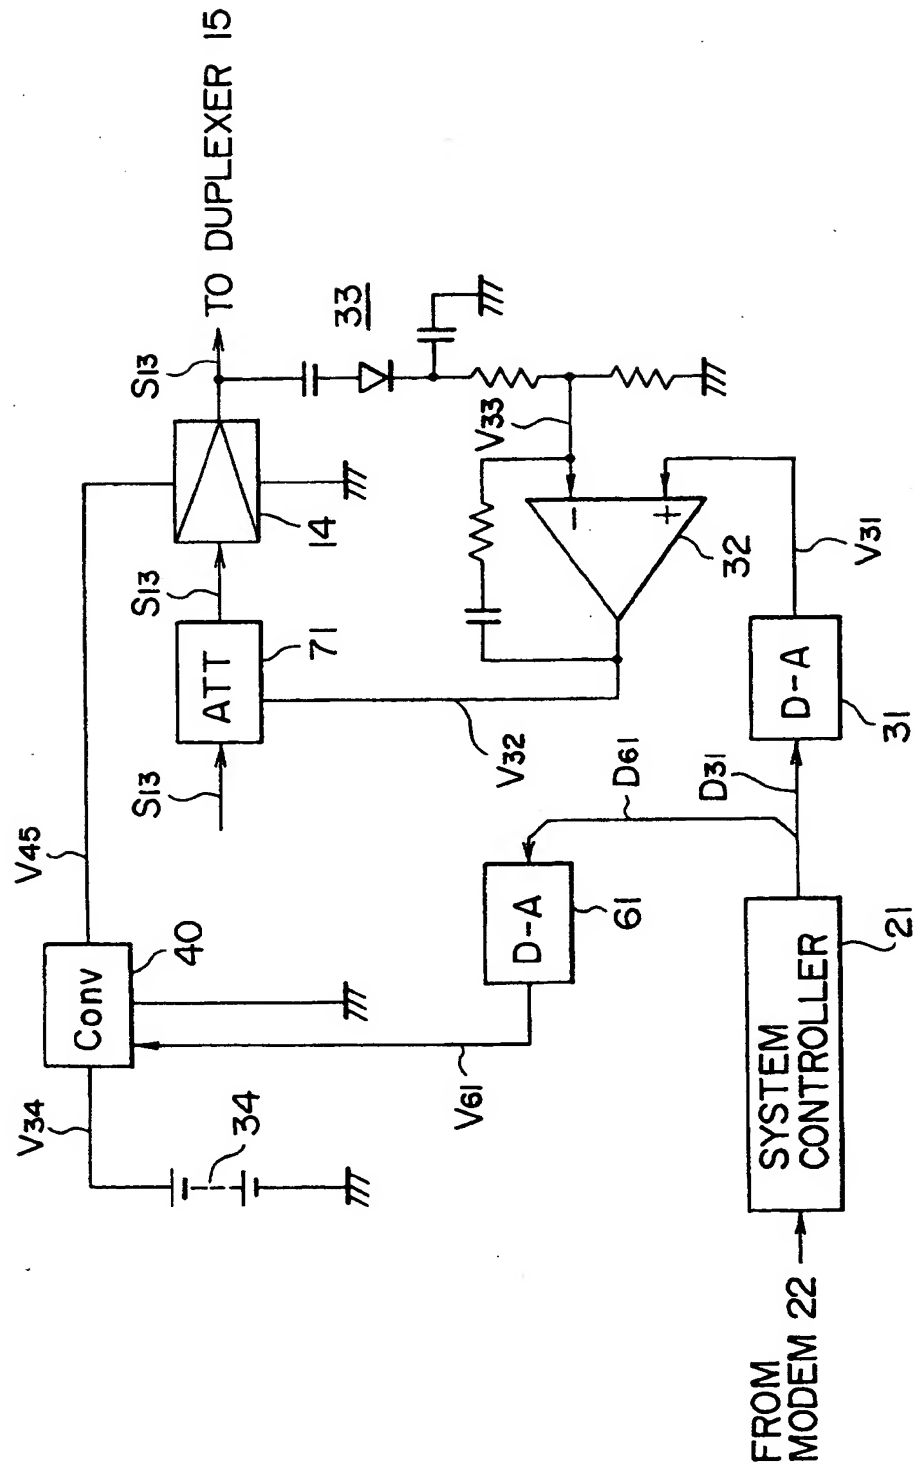 TO DUPLEXER 15
S13
33
V33
14
S13
71
ATT
S13
V45
40
Conv
V34
34
V32
−
+
32
V31
D-A
31
D61
D31
D-A
61
V61
SYSTEM
CONTROLLER
21
FROM
MODEM 22